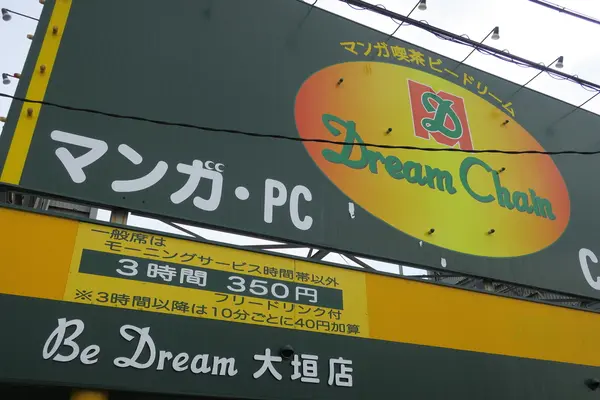 マンガ喫茶ビードリーム
D
Dream Chain
マンガ・PC
C
一般席は
モーニングサービス時間帯以外
3時間 350円
フリードリンク付
※3時間以降は10分ごとに40円加算
Be Dream 大垣店